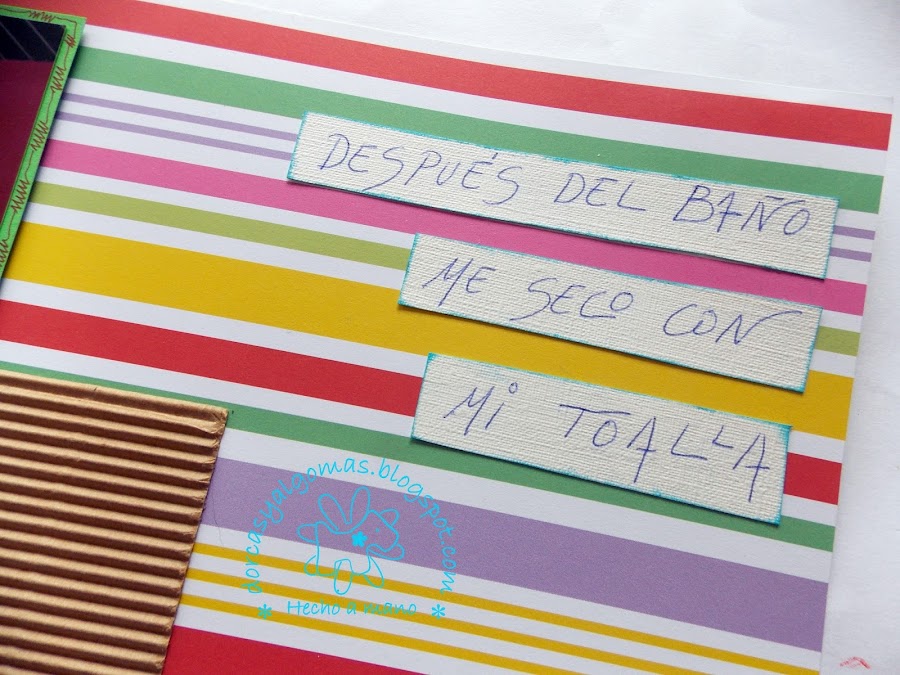 DESPUÉS DEL BAÑO
ME SECO CON
MI TOALLA
dorcasyalgomas.blogspot.com
* Hecho a mano *